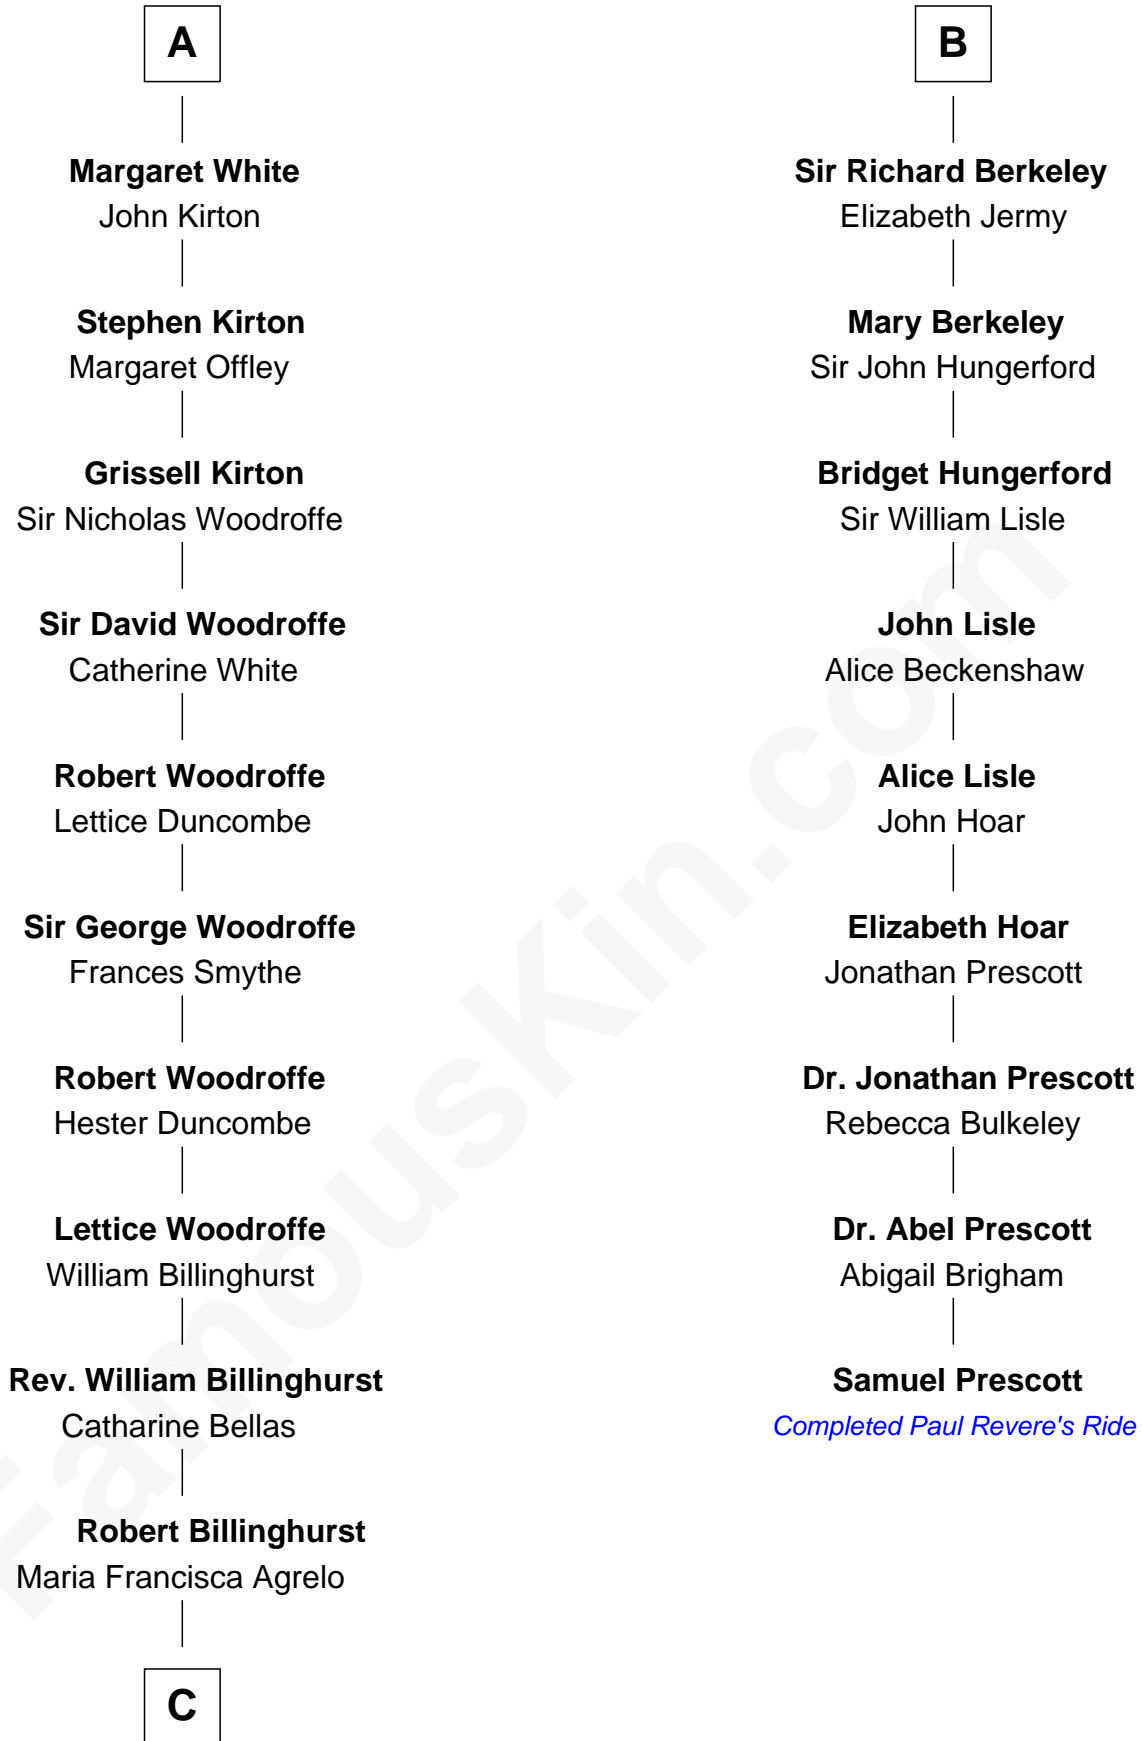 A
Margaret White
John Kirton
Stephen Kirton
Margaret Offley
Grissell Kirton
Sir Nicholas Woodroffe
Sir David Woodroffe
Catherine White
Robert Woodroffe
Lettice Duncombe
Sir George Woodroffe
Frances Smythe
Robert Woodroffe
Hester Duncombe
Lettice Woodroffe
William Billinghurst
Rev. William Billinghurst
Catharine Bellas
Robert Billinghurst
Maria Francisca Agrelo
C
B
Sir Richard Berkeley
Elizabeth Jermy
Mary Berkeley
Sir John Hungerford
Bridget Hungerford
Sir William Lisle
John Lisle
Alice Beckenshaw
Alice Lisle
John Hoar
Elizabeth Hoar
Jonathan Prescott
Dr. Jonathan Prescott
Rebecca Bulkeley
Dr. Abel Prescott
Abigail Brigham
Samuel Prescott
Completed Paul Revere's Ride
FamousKin.com